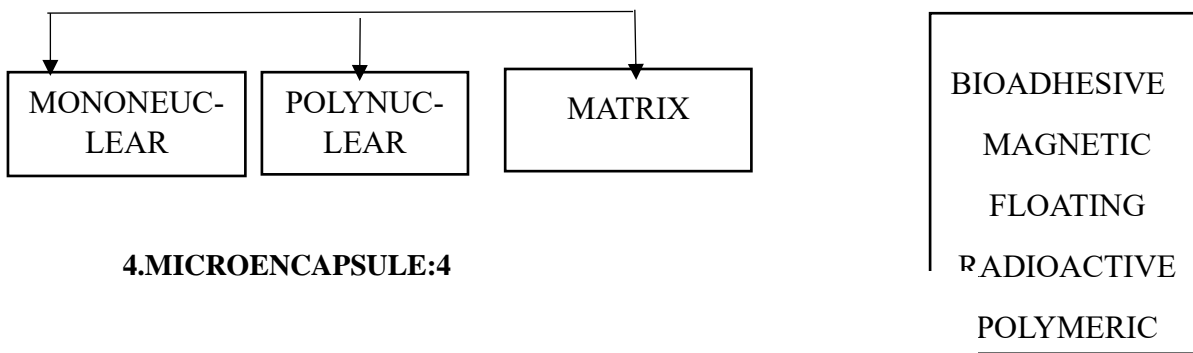 MONONEUC-
LEAR
POLYNUC-
LEAR
MATRIX
4.MICROENCAPSULE:4
BIOADHESIVE
MAGNETIC
FLOATING
RADIOACTIVE
POLYMERIC